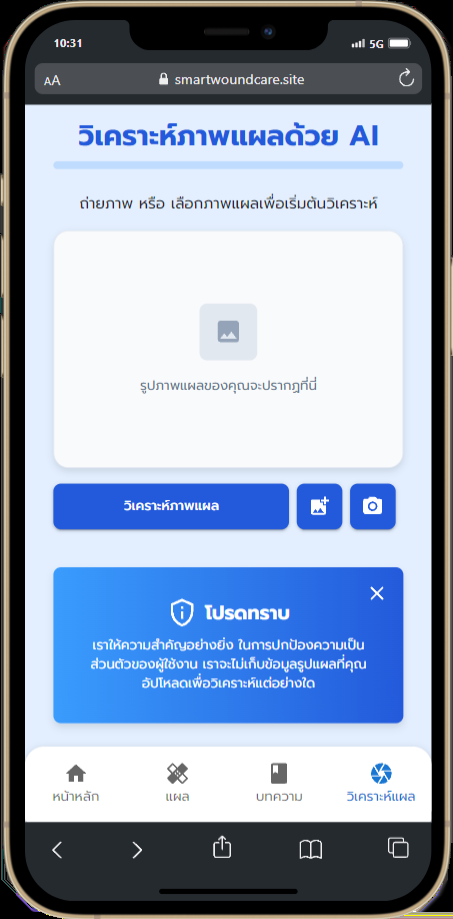 10:31
5G
AA
smartwoundcare.site
วิเคราะห์ภาพแผลด้วย AI
ถ่ายภาพ หรือ เลือกภาพแผลเพื่อเริ่มต้นวิเคราะห์
รูปภาพแผลของคุณจะปรากฏที่นี่
วิเคราะห์ภาพแผล
โปรดทราบ
เราให้ความสำคัญอย่างยิ่ง ในการปกป้องความเป็น
ส่วนตัวของผู้ใช้งาน เราจะไม่เก็บข้อมูลรูปแผลที่คุณ
อัปโหลดเพื่อวิเคราะห์แต่อย่างใด
หน้าหลัก
แผล
บทความ
วิเคราะห์แผล